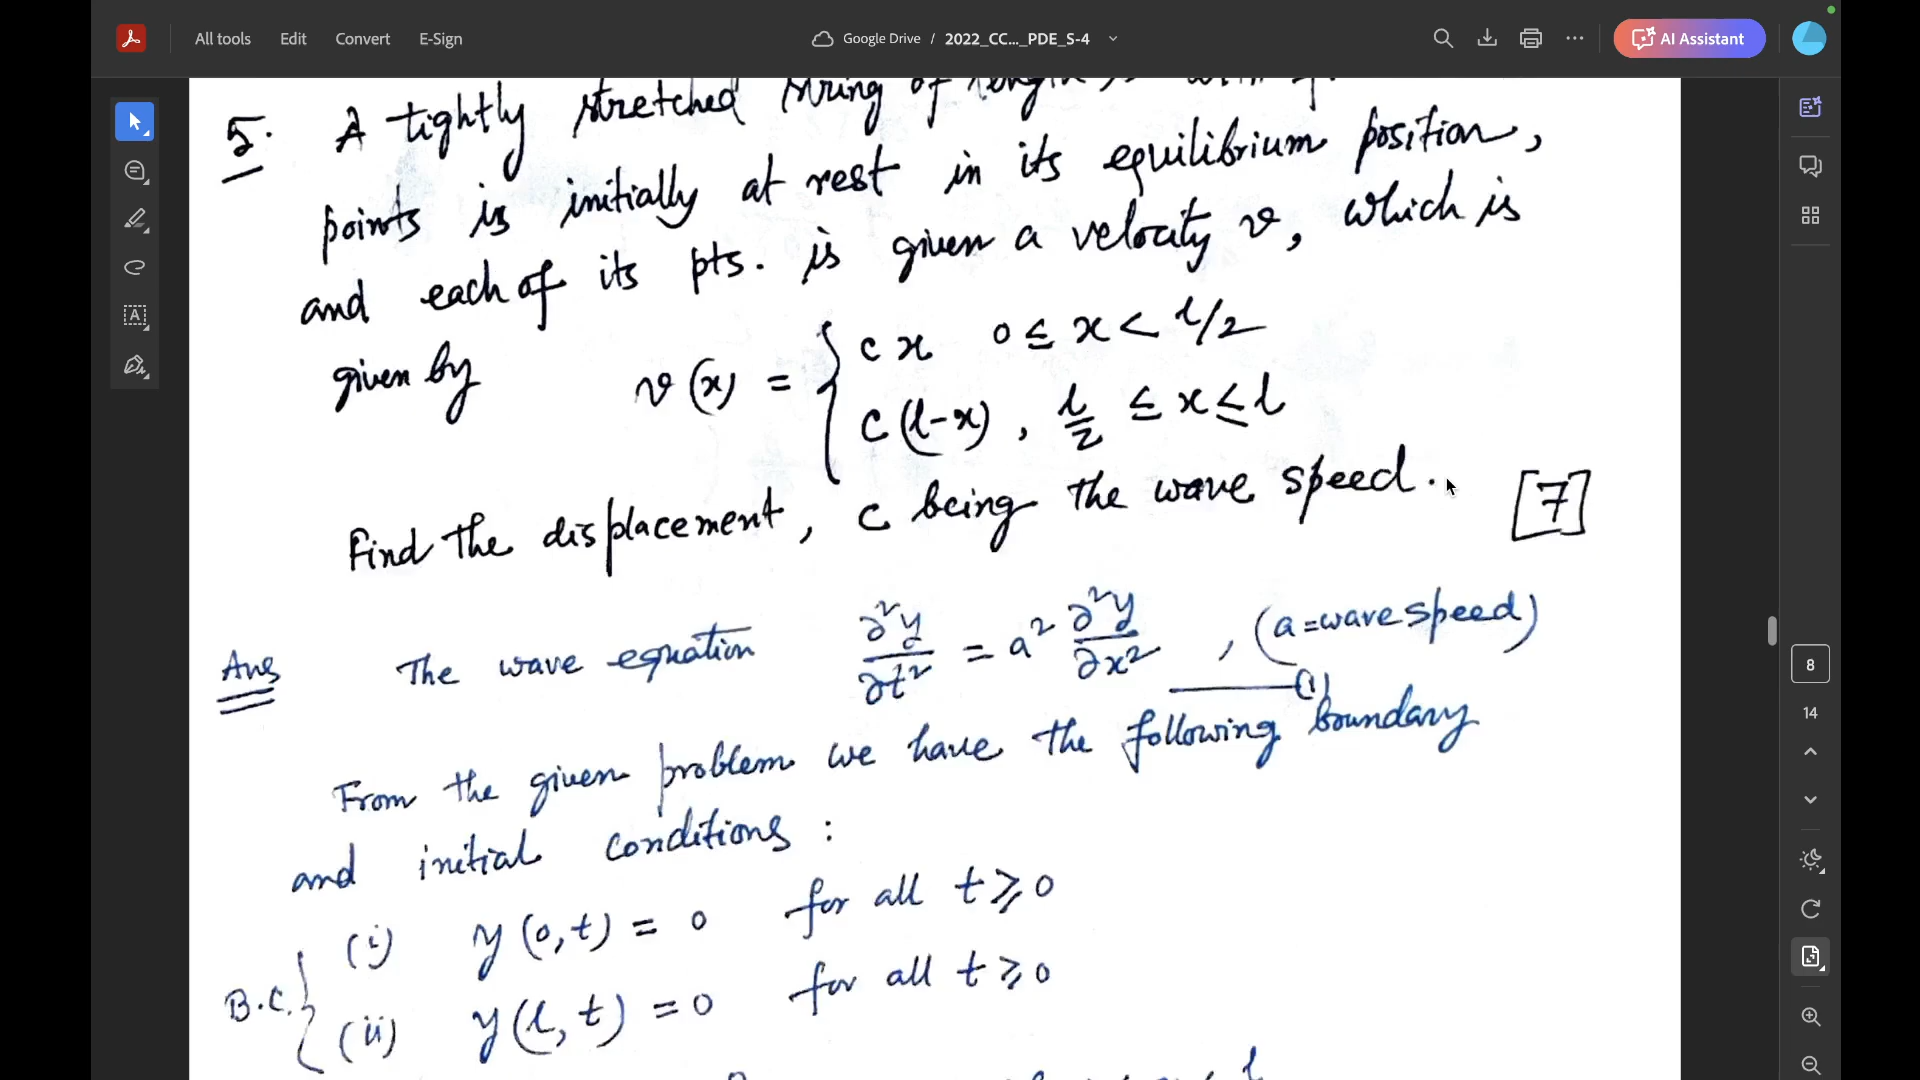 All tools Edit Convert E-Sign Google Drive / 2022_CC..._PDE_S-4 AI Assistant
5. A tightly stretched string of length
points is initially at rest in its equilibrium position,
and each of its pts. is given a velocity v, which is
given by v(x) = { cx 0 ≤ x < l/2
c(l-x), l/2 ≤ x ≤ l
Find the displacement, c being the wave speed. [7]
Ans The wave equation ∂²y/∂t² = a² ∂²y/∂x² , (a = wave speed)
(1)
From the given problem we have the following boundary
and initial conditions :
(i) y(0,t) = 0 for all t ≥ 0
B.C. {
(ii) y(l,t) = 0 for all t ≥ 0
8
14